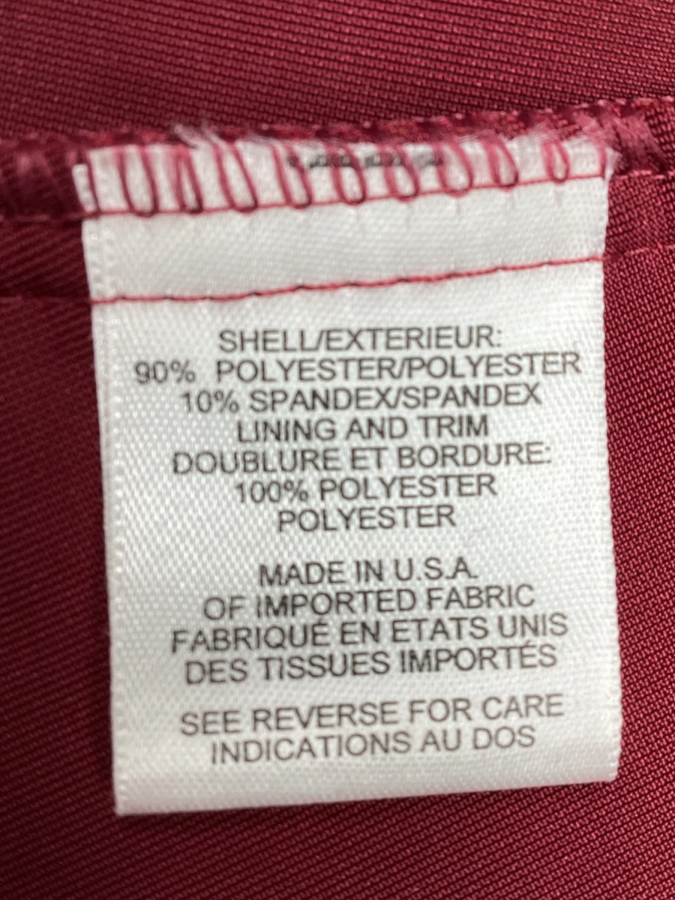 SHELL/EXTERIEUR:
90% POLYESTER/POLYESTER
10% SPANDEX/SPANDEX
LINING AND TRIM
DOUBLURE ET BORDURE:
100% POLYESTER
POLYESTER
MADE IN U.S.A.
OF IMPORTED FABRIC
FABRIQUÉ EN ETATS UNIS
DES TISSUES IMPORTÉS
SEE REVERSE FOR CARE
INDICATIONS AU DOS